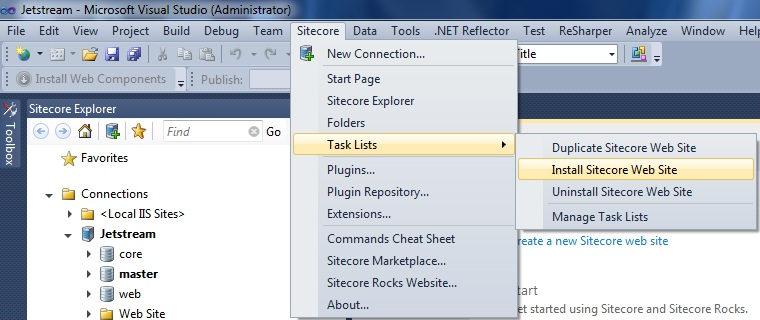 Jetstream - Microsoft Visual Studio (Administrator)
File Edit View Project Build Debug Team Sitecore Data Tools .NET Reflector Test ReSharper Analyze Window Help
Title
Install Web Components Publish:
Toolbox
Sitecore Explorer
Find Go
Favorites
Connections
<Local IIS Sites>
Jetstream
core
master
web
Web Site
New Connection...
Start Page
Sitecore Explorer
Folders
Task Lists
Plugins...
Plugin Repository...
Extensions...
Commands Cheat Sheet
Sitecore Marketplace...
Sitecore Rocks Website...
About...
Duplicate Sitecore Web Site
Install Sitecore Web Site
Uninstall Sitecore Web Site
Manage Task Lists
reate a new Sitecore web site
tart
et started using Sitecore and Sitecore Rocks.